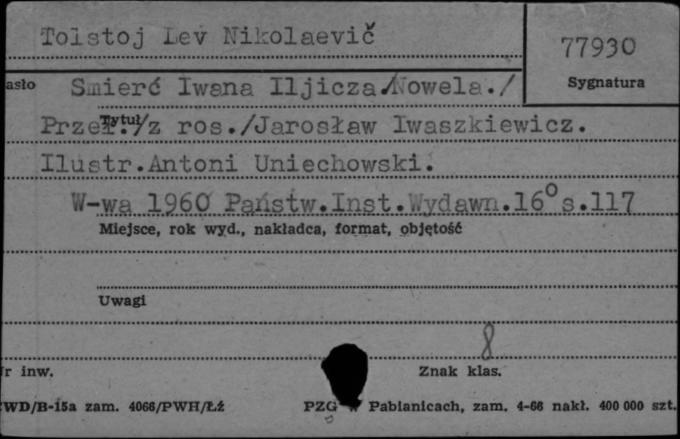 Tolstoj Lev Nikolaevič
77930
asło Smierć Iwana Iljicza./Nowela./
Sygnatura
Tytuł
Przeł./z ros./Jarosław Iwaszkiewicz.
Ilustr.Antoni Uniechowski.
W-wa 1960 Państw.Inst.Wydawn.16° s.117
Miejsce, rok wyd., nakładca, format, objętość
Uwagi
8
r inw. Znak klas.
WD/B-15a zam. 4066/PWH/Łź PZG w Pabianicach, zam. 4-66 nakł. 400 000 szt.